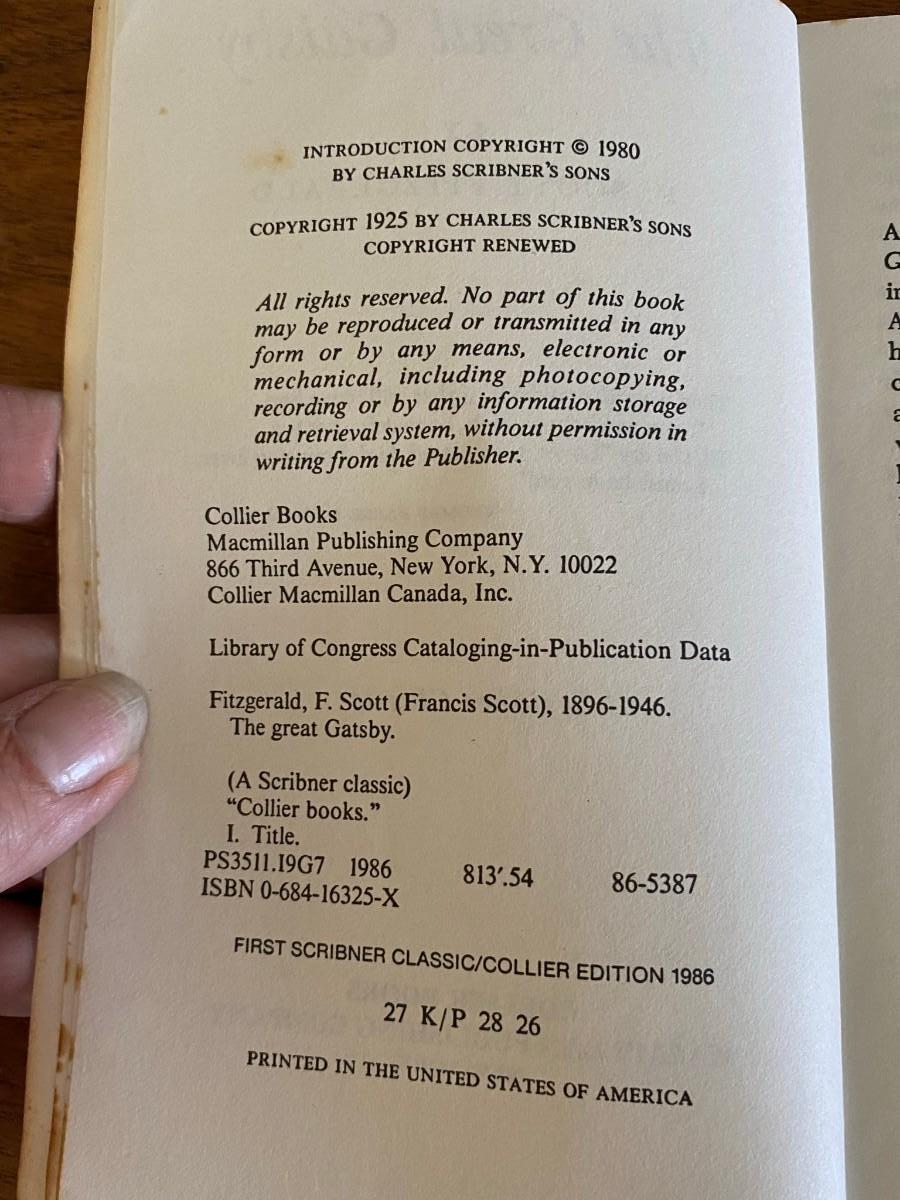 INTRODUCTION COPYRIGHT © 1980
BY CHARLES SCRIBNER'S SONS
COPYRIGHT 1925 BY CHARLES SCRIBNER'S SONS
COPYRIGHT RENEWED
All rights reserved. No part of this book
may be reproduced or transmitted in any
form or by any means, electronic or
mechanical, including photocopying,
recording or by any information storage
and retrieval system, without permission in
writing from the Publisher.
Collier Books
Macmillan Publishing Company
866 Third Avenue, New York, N.Y. 10022
Collier Macmillan Canada, Inc.
Library of Congress Cataloging-in-Publication Data
Fitzgerald, F. Scott (Francis Scott), 1896-1946.
The great Gatsby.
(A Scribner classic)
“Collier books.”
I. Title.
PS3511.I9G7 1986 813′.54 86-5387
ISBN 0-684-16325-X
FIRST SCRIBNER CLASSIC/COLLIER EDITION 1986
27 K/P 28 26
PRINTED IN THE UNITED STATES OF AMERICA